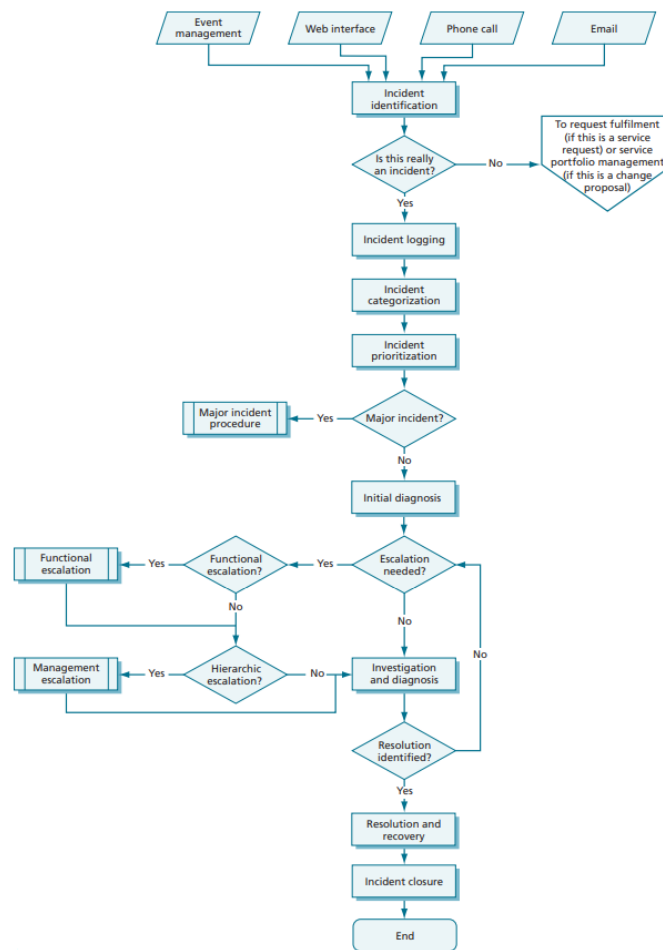 Event
management
Web interface
Phone call
Email
Incident
identification
Is this really
an incident?
No
To request fulfilment
(if this is a service
request) or service
portfolio management
(if this is a change
proposal)
Yes
Incident logging
Incident
categorization
Incident
prioritization
Major incident
procedure
Yes
Major incident?
No
Initial diagnosis
Functional
escalation
Yes
Functional
escalation?
Yes
Escalation
needed?
No
No
Management
escalation
Yes
Hierarchic
escalation?
No
Investigation
and diagnosis
No
Resolution
identified?
Yes
Resolution and
recovery
Incident closure
End